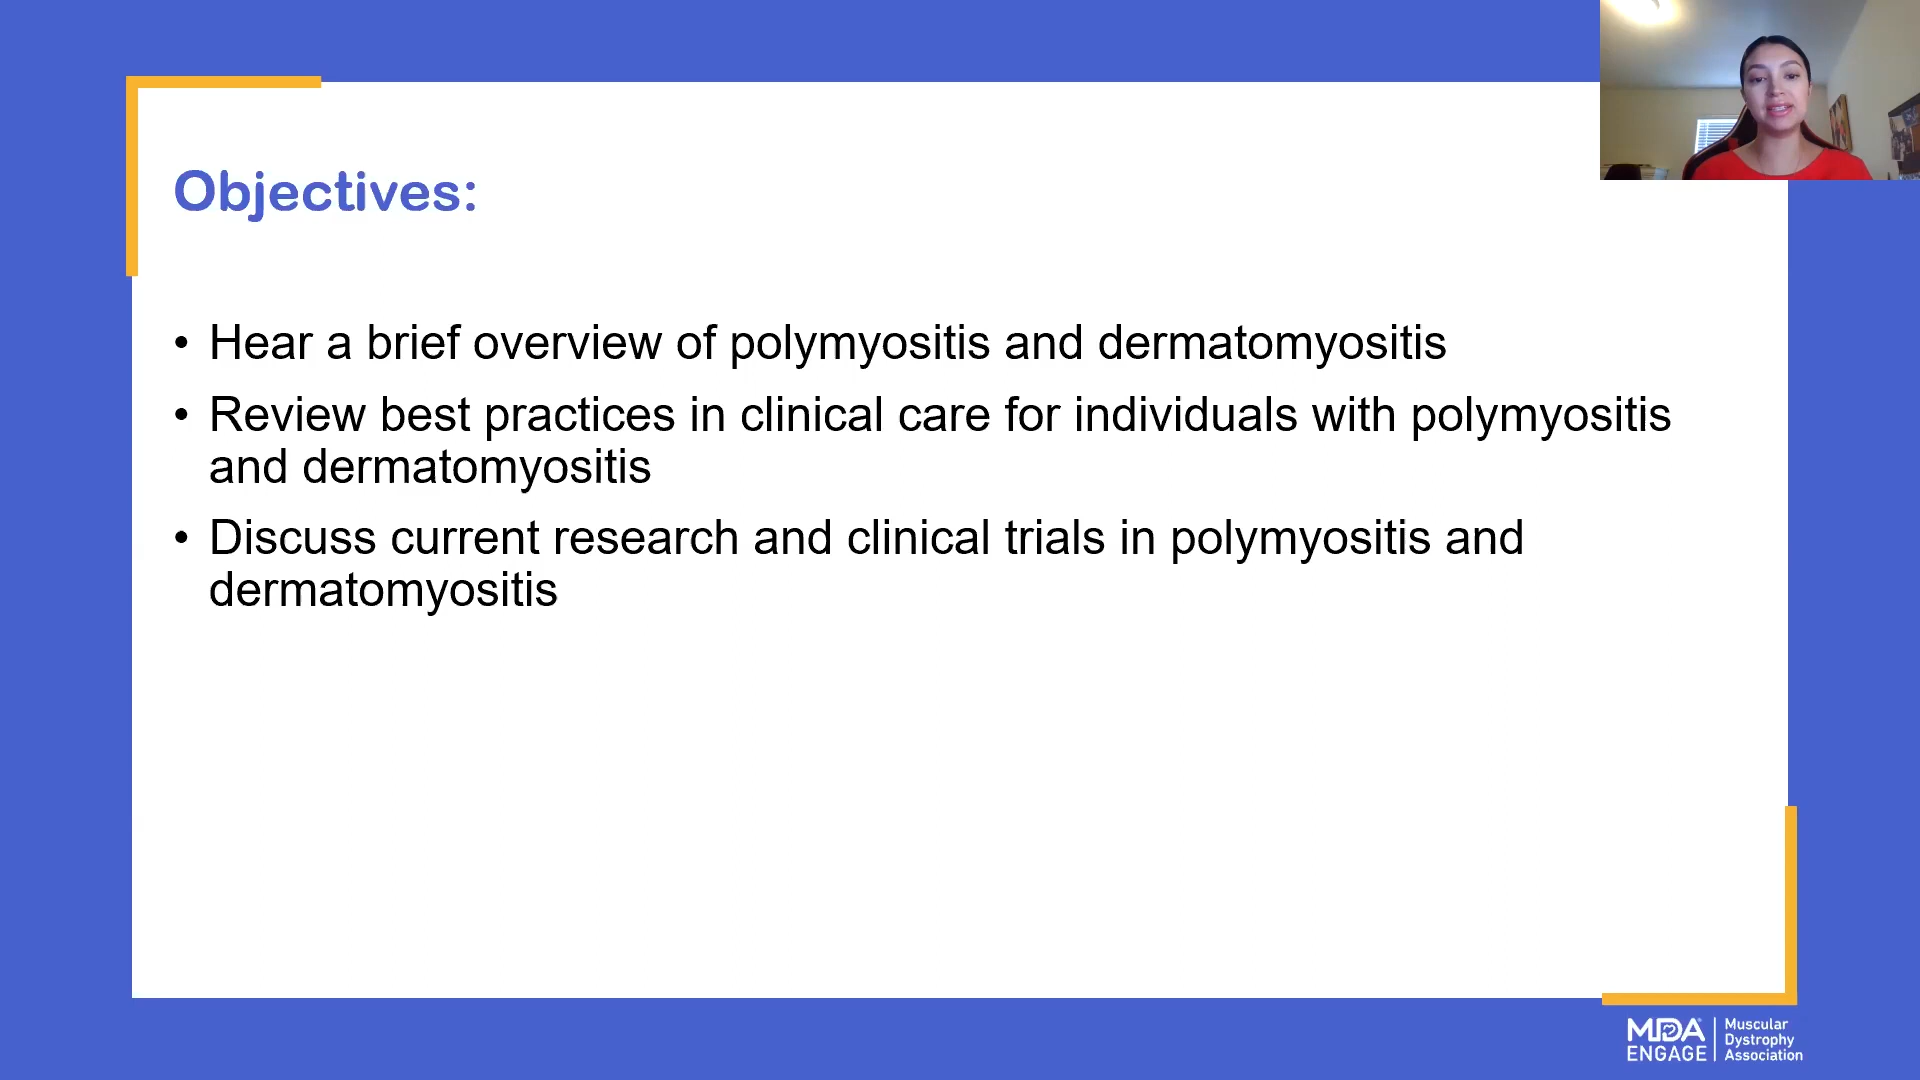 Objectives:
• Hear a brief overview of polymyositis and dermatomyositis
• Review best practices in clinical care for individuals with polymyositis
and dermatomyositis
• Discuss current research and clinical trials in polymyositis and
dermatomyositis
MDA
ENGAGE
Muscular
Dystrophy
Association